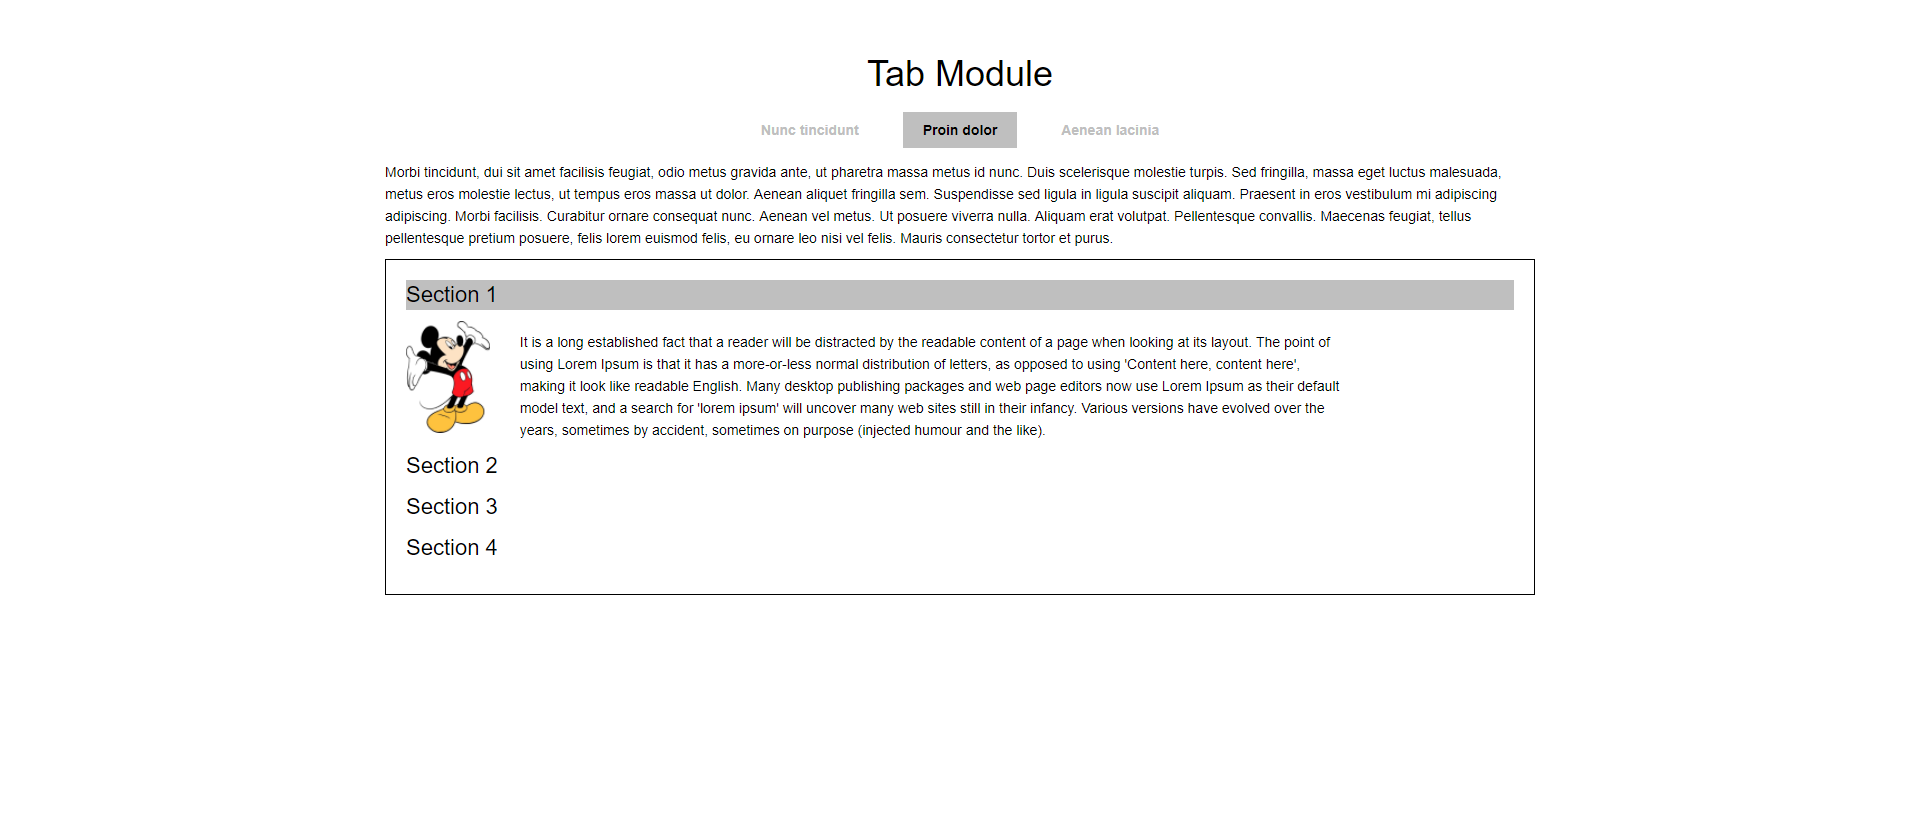 Tab Module
Nunc tincidunt Proin dolor Aenean lacinia
Morbi tincidunt, dui sit amet facilisis feugiat, odio metus gravida ante, ut pharetra massa metus id nunc. Duis scelerisque molestie turpis. Sed fringilla, massa eget luctus malesuada,
metus eros molestie lectus, ut tempus eros massa ut dolor. Aenean aliquet fringilla sem. Suspendisse sed ligula in ligula suscipit aliquam. Praesent in eros vestibulum mi adipiscing
adipiscing. Morbi facilisis. Curabitur ornare consequat nunc. Aenean vel metus. Ut posuere viverra nulla. Aliquam erat volutpat. Pellentesque convallis. Maecenas feugiat, tellus
pellentesque pretium posuere, felis lorem euismod felis, eu ornare leo nisi vel felis. Mauris consectetur tortor et purus.
Section 1
It is a long established fact that a reader will be distracted by the readable content of a page when looking at its layout. The point of
using Lorem Ipsum is that it has a more-or-less normal distribution of letters, as opposed to using 'Content here, content here',
making it look like readable English. Many desktop publishing packages and web page editors now use Lorem Ipsum as their default
model text, and a search for 'lorem ipsum' will uncover many web sites still in their infancy. Various versions have evolved over the
years, sometimes by accident, sometimes on purpose (injected humour and the like).
Section 2
Section 3
Section 4